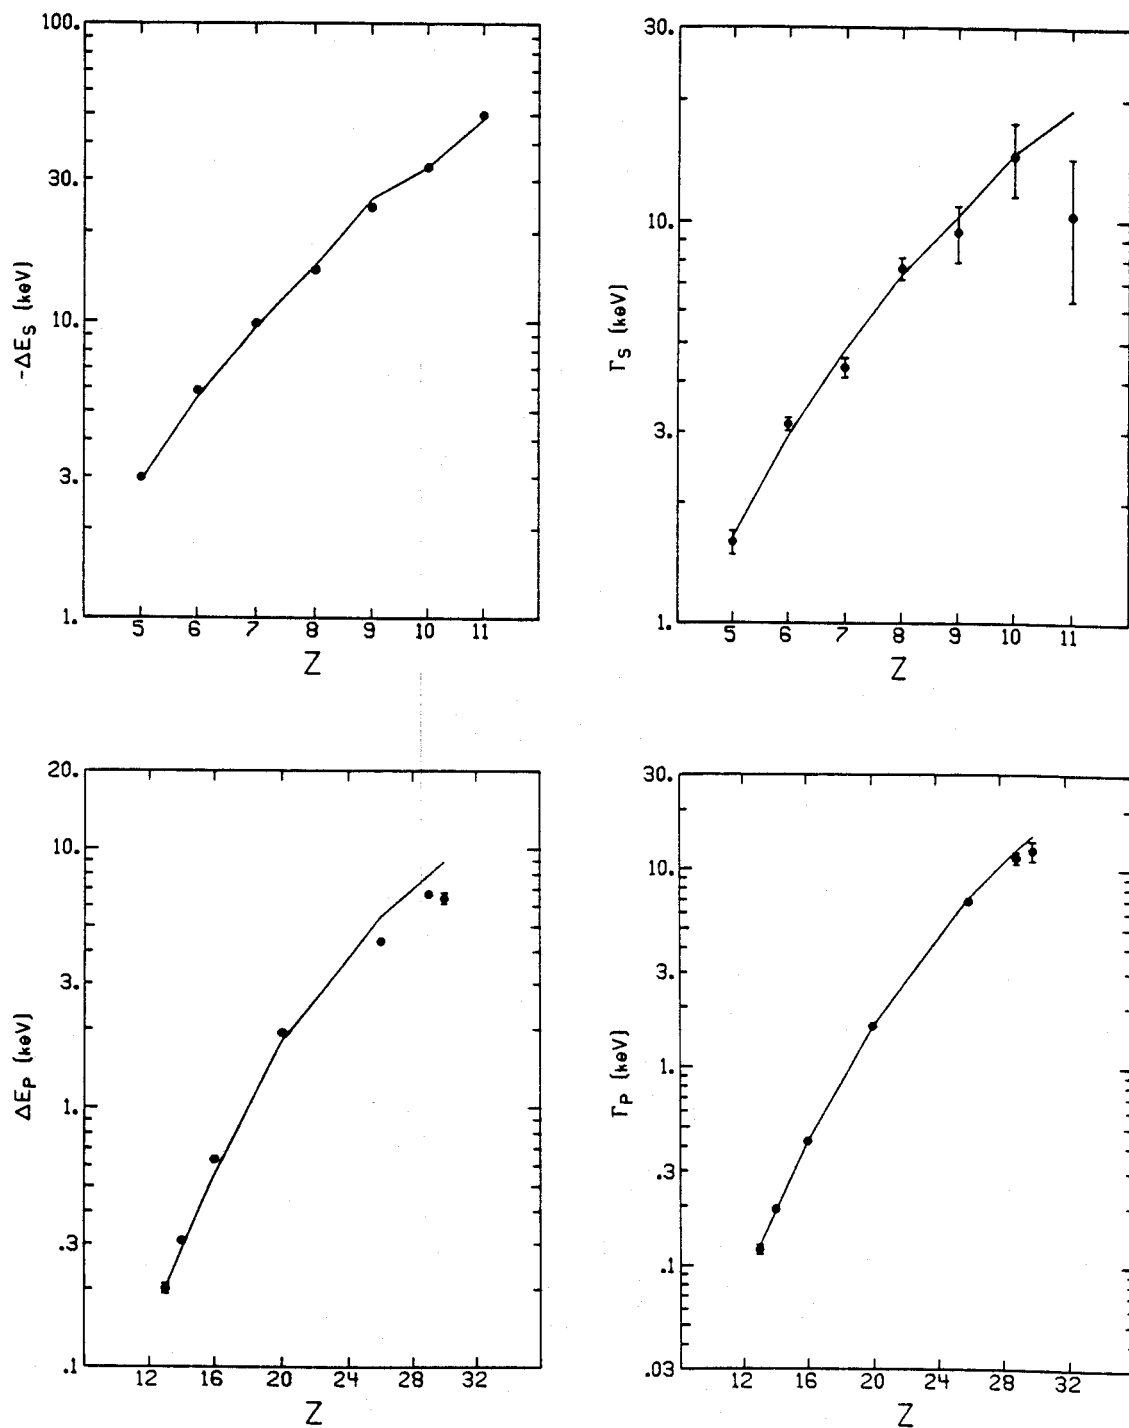 100.
30.
10.
3.
1.
-ΔE_S (keV)
5 6 7 8 9 10 11
Z
30.
10.
3.
1.
Γ_S (keV)
5 6 7 8 9 10 11
Z
20.
10.
3.
1.
.3
.1
ΔE_P (keV)
12 16 20 24 28 32
Z
30.
10.
3.
1.
.3
.1
.03
Γ_P (keV)
12 16 20 24 28 32
Z